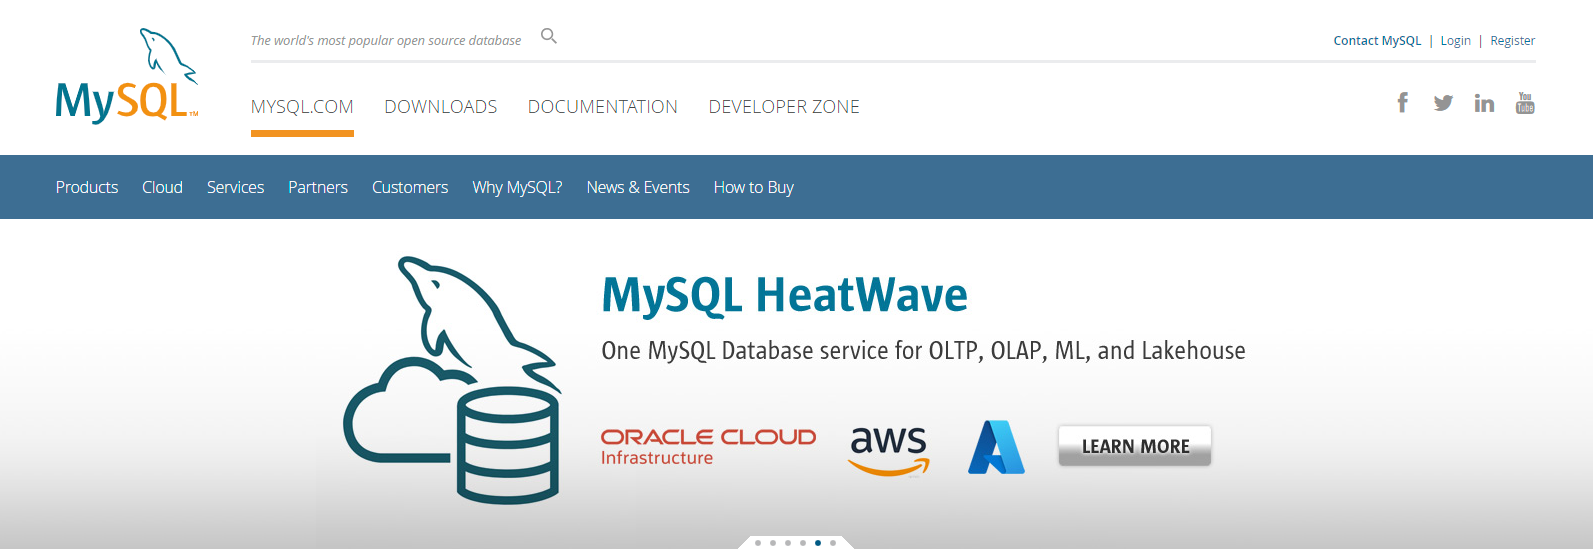 The world's most popular open source database
Contact MySQL | Login | Register
MySQL™
MYSQL.COM DOWNLOADS DOCUMENTATION DEVELOPER ZONE
You
Tube
Products Cloud Services Partners Customers Why MySQL? News & Events How to Buy
MySQL HeatWave
One MySQL Database service for OLTP, OLAP, ML, and Lakehouse
ORACLE CLOUD
Infrastructure
aws
LEARN MORE